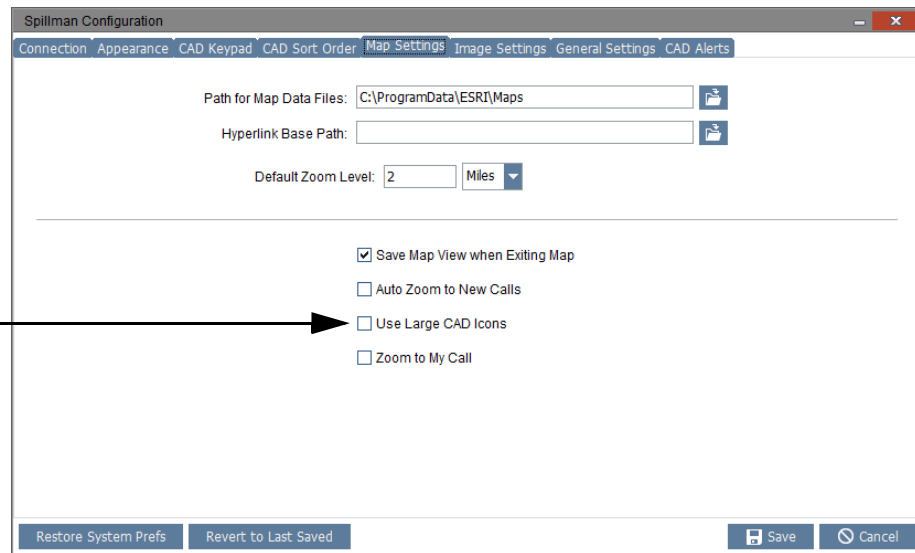 Spillman Configuration
Connection Appearance CAD Keypad CAD Sort Order Map Settings Image Settings General Settings CAD Alerts
Path for Map Data Files: C:\ProgramData\ESRI\Maps
Hyperlink Base Path:
Default Zoom Level: 2 Miles
Save Map View when Exiting Map
Auto Zoom to New Calls
Use Large CAD Icons
Zoom to My Call
Restore System Prefs Revert to Last Saved Save Cancel